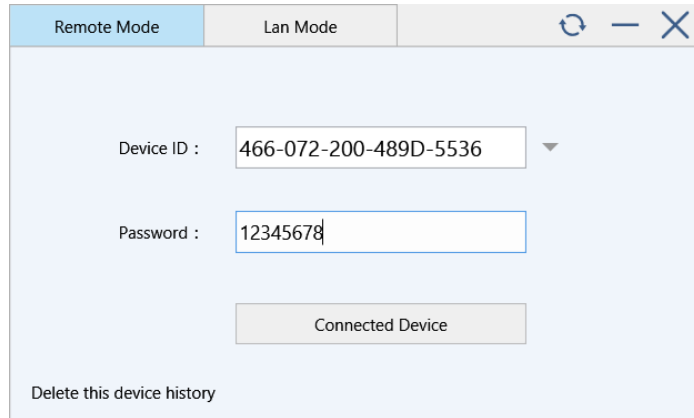 Remote Mode Lan Mode
Device ID : 466-072-200-489D-5536
Password : 12345678
Connected Device
Delete this device history